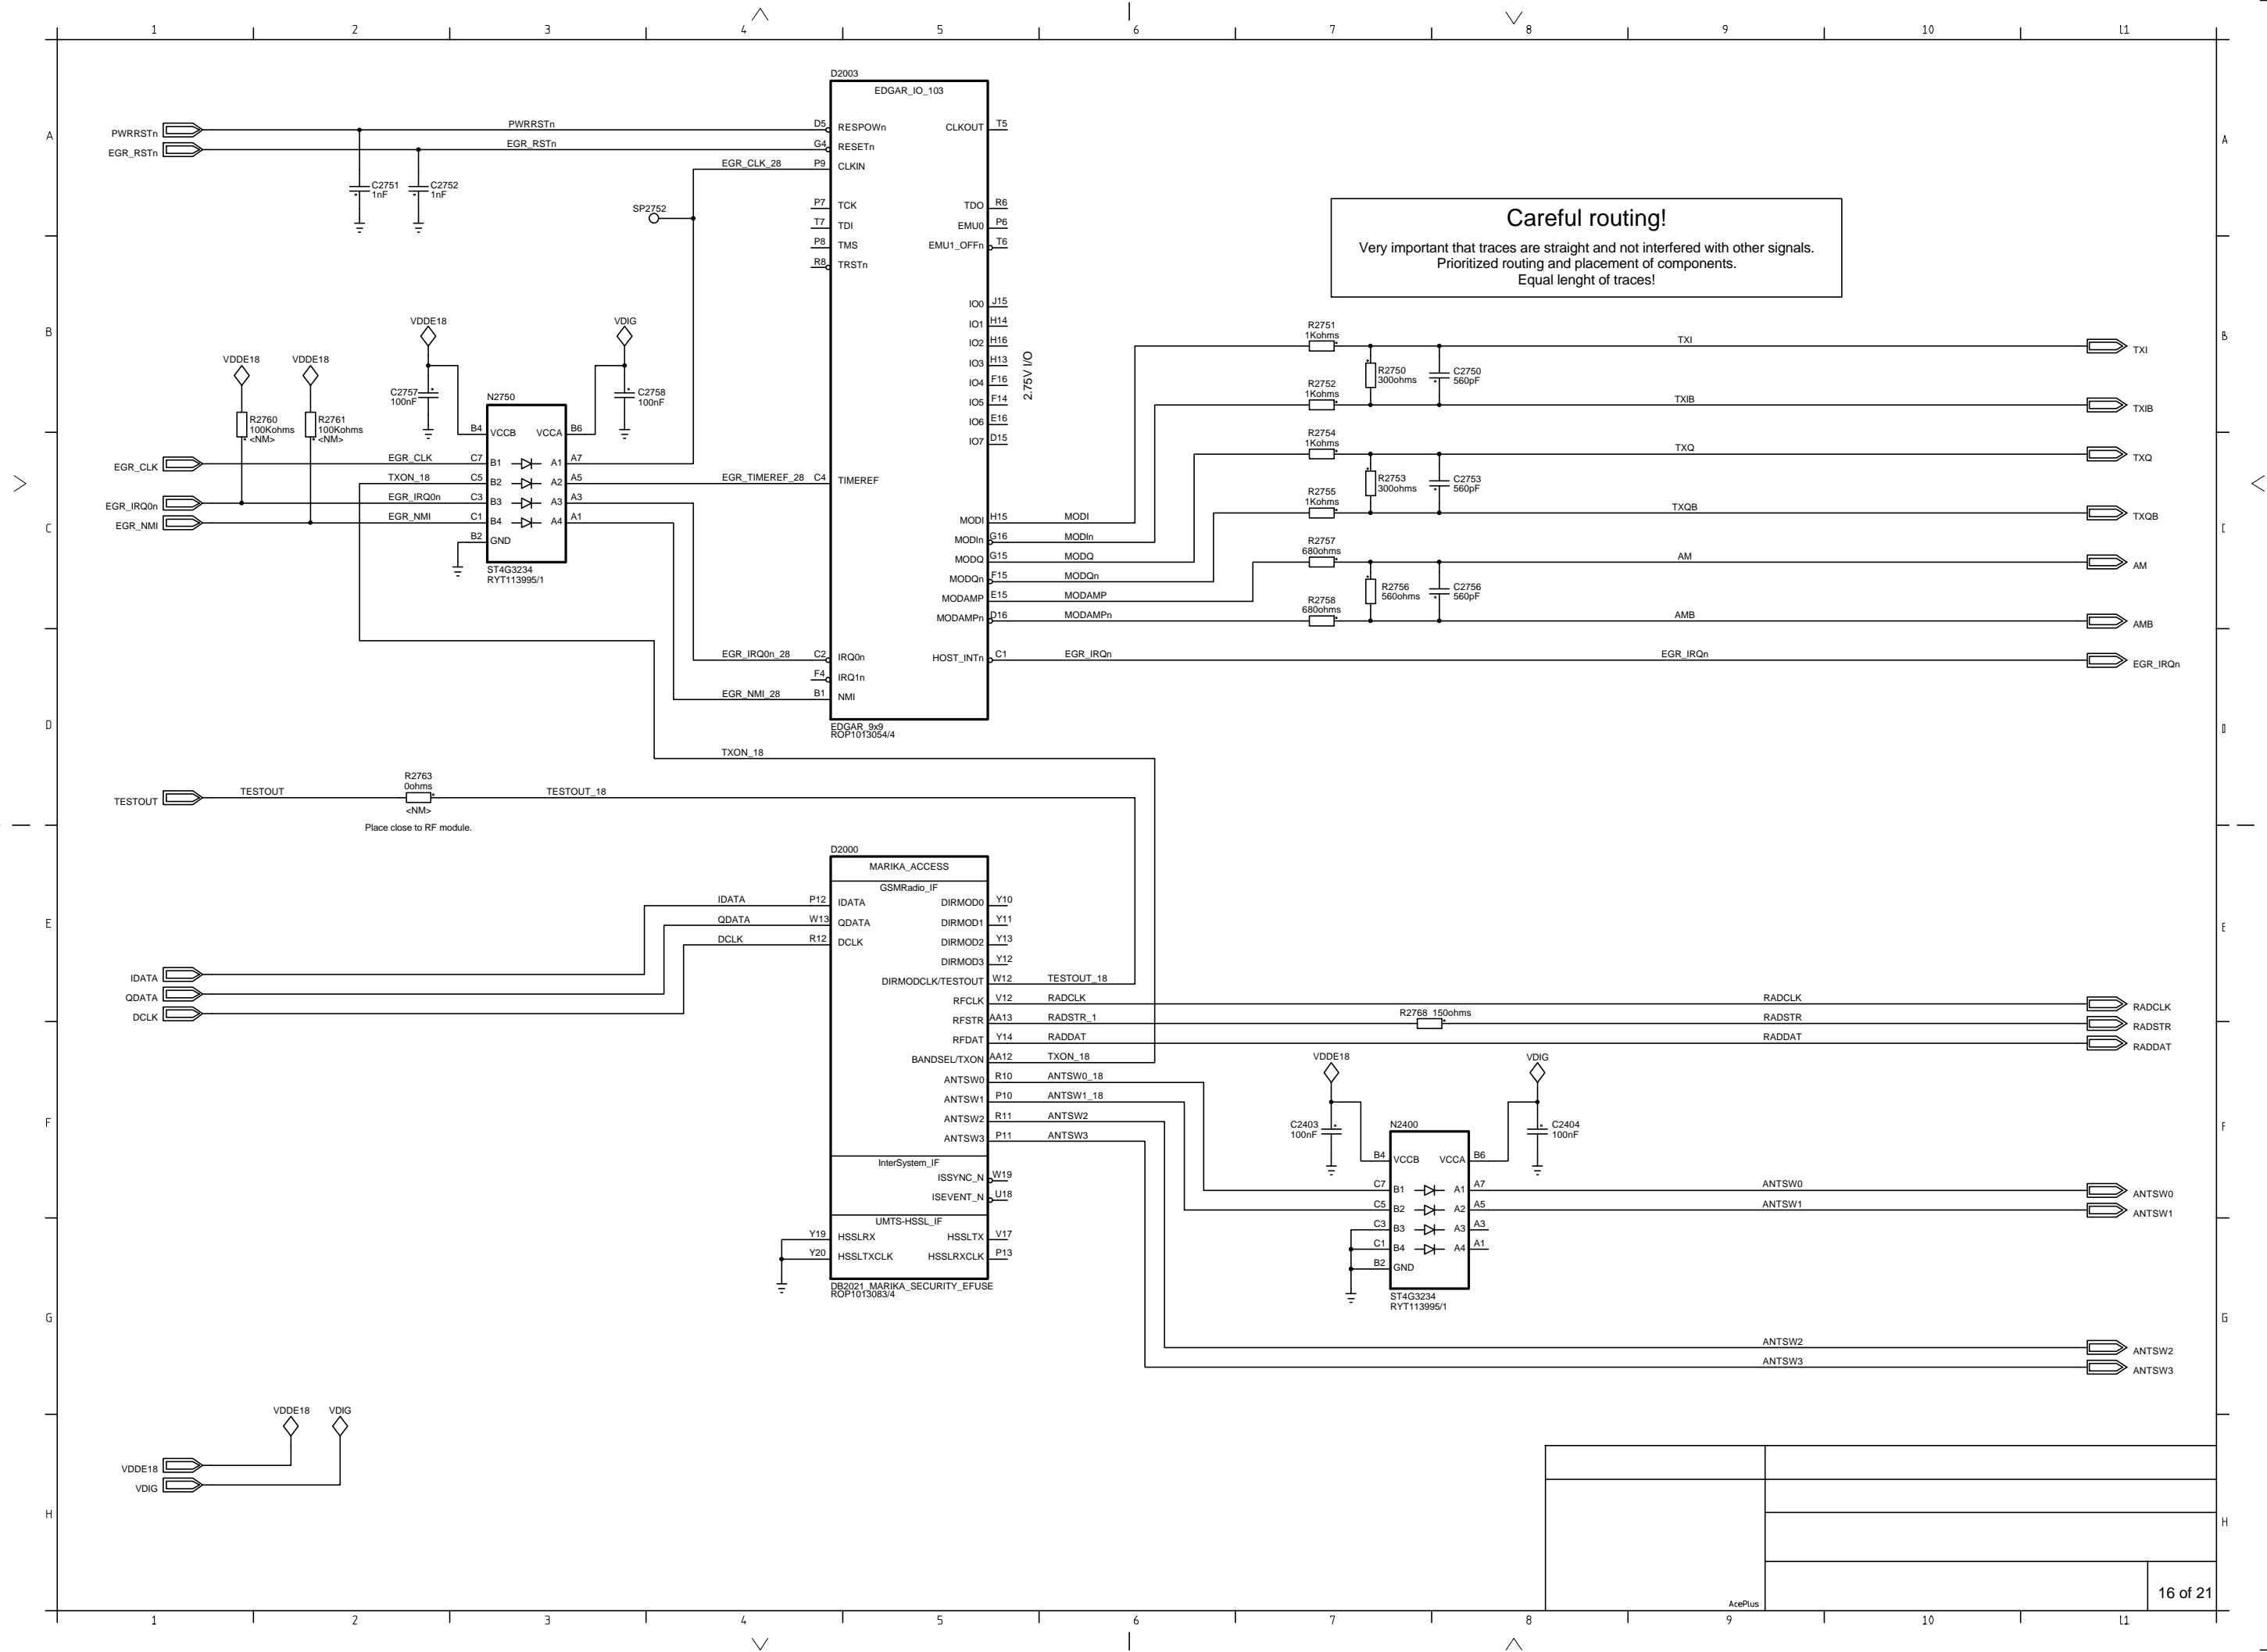 1 2 3 4 5 6 7 8 9 10 11
A
B
C
D
E
F
G
H
D2003
EDGAR_IO_103
PWRRSTn
EGR_RSTn
PWRRSTn
EGR_RSTn
EGR_CLK_28
C2751
1nF
C2752
1nF
SP2752
D5 RESPOWn
G4 RESETn
P9 CLKIN
P7 TCK
T7 TDI
P8 TMS
R8 TRSTn
CLKOUT T5
TDO R6
EMU0 P6
EMU1_OFFn T6
IO0 J15
IO1 H14
IO2 H16
IO3 H13
IO4 F16
IO5 F14
IO6 E16
IO7 D15
2.75V I/O
Careful routing!
Very important that traces are straight and not interfered with other signals.
Prioritized routing and placement of components.
Equal lenght of traces!
VDDE18
VDDE18
VDDE18
VDIG
R2760
100Kohms
<NM>
R2761
100Kohms
<NM>
C2757
100nF
C2758
100nF
N2750
B4 VCCB VCCA B6
EGR_CLK EGR_CLK C7 B1 A1 A7
TXON_18 C5 B2 A2 A5 EGR_TIMEREF_28 C4 TIMEREF
EGR_IRQ0n EGR_IRQ0n C3 B3 A3 A3
EGR_NMI EGR_NMI C1 B4 A4 A1
B2 GND
ST4G3234
RYT113995/1
MODI H15 MODI
MODIn G16 MODIn
MODQ G15 MODQ
MODQn F15 MODQn
MODAMP E15 MODAMP
MODAMPn D16 MODAMPn
R2751
1Kohms
R2750
300ohms
C2750
560pF
TXI TXI
R2752
1Kohms
TXIB TXIB
R2754
1Kohms
R2753
300ohms
C2753
560pF
TXQ TXQ
R2755
1Kohms
TXQB TXQB
R2757
680ohms
R2756
560ohms
C2756
560pF
AM AM
R2758
680ohms
AMB AMB
EGR_IRQ0n_28 C2 IRQ0n
F4 IRQ1n
EGR_NMI_28 B1 NMI
HOST_INTn C1 EGR_IRQn EGR_IRQn EGR_IRQn
EDGAR_9x9
ROP1013054/4
TXON_18
TESTOUT TESTOUT
R2763
0ohms
<NM>
TESTOUT_18
Place close to RF module.
D2000
MARIKA_ACCESS
GSMRadio_IF
IDATA P12 IDATA
QDATA W13 QDATA
DCLK R12 DCLK
IDATA
QDATA
DCLK
DIRMOD0 Y10
DIRMOD1 Y11
DIRMOD2 Y13
DIRMOD3 Y12
DIRMODCLK/TESTOUT W12 TESTOUT_18
RFCLK V12 RADCLK RADCLK RADCLK
RFSTR AA13 RADSTR_1 R2768 150ohms RADSTR RADSTR
RFDAT Y14 RADDAT RADDAT RADDAT
BANDSEL/TXON AA12 TXON_18
ANTSW0 R10 ANTSW0_18
ANTSW1 P10 ANTSW1_18
ANTSW2 R11 ANTSW2
ANTSW3 P11 ANTSW3
InterSystem_IF
ISSYNC_N W19
ISEVENT_N U18
UMTS-HSSL_IF
Y19 HSSLRX HSSLTX V17
Y20 HSSLTXCLK HSSLRXCLK P13
DB2021_MARIKA_SECURITY_EFUSE
ROP1013083/4
VDDE18
VDIG
C2403
100nF
C2404
100nF
N2400
B4 VCCB VCCA B6
C7 B1 A1 A7 ANTSW0 ANTSW0
C5 B2 A2 A5 ANTSW1 ANTSW1
C3 B3 A3 A3
C1 B4 A4 A1
B2 GND
ST4G3234
RYT113995/1
ANTSW2 ANTSW2
ANTSW3 ANTSW3
VDDE18 VDIG
VDDE18
VDIG
AcePlus
16 of 21
A
B
C
D
E
F
G
H
1 2 3 4 5 6 7 8 9 10 11